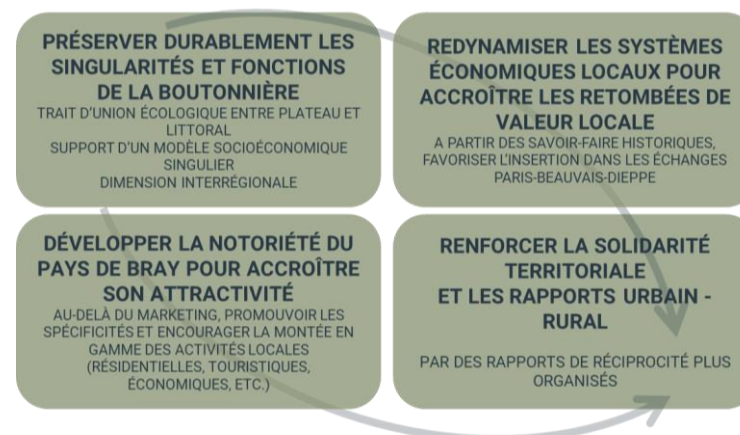 PRÉSERVER DURABLEMENT LES
SINGULARITÉS ET FONCTIONS
DE LA BOUTONNIÈRE
TRAIT D'UNION ÉCOLOGIQUE ENTRE PLATEAU ET
LITTORAL
SUPPORT D'UN MODÈLE SOCIOÉCONOMIQUE
SINGULIER
DIMENSION INTERRÉGIONALE
REDYNAMISER LES SYSTÈMES
ÉCONOMIQUES LOCAUX POUR
ACCROÎTRE LES RETOMBÉES DE
VALEUR LOCALE
A PARTIR DES SAVOIR-FAIRE HISTORIQUES,
FAVORISER L'INSERTION DANS LES ÉCHANGES
PARIS-BEAUVAIS-DIEPPE
DÉVELOPPER LA NOTORIÉTÉ DU
PAYS DE BRAY POUR ACCROÎTRE
SON ATTRACTIVITÉ
AU-DELÀ DU MARKETING, PROMOUVOIR LES
SPÉCIFICITÉS ET ENCOURAGER LA MONTÉE EN
GAMME DES ACTIVITÉS LOCALES
(RÉSIDENTIELLES, TOURISTIQUES,
ÉCONOMIQUES, ETC.)
RENFORCER LA SOLIDARITÉ
TERRITORIALE
ET LES RAPPORTS URBAIN -
RURAL
PAR DES RAPPORTS DE RÉCIPROCITÉ PLUS
ORGANISÉS